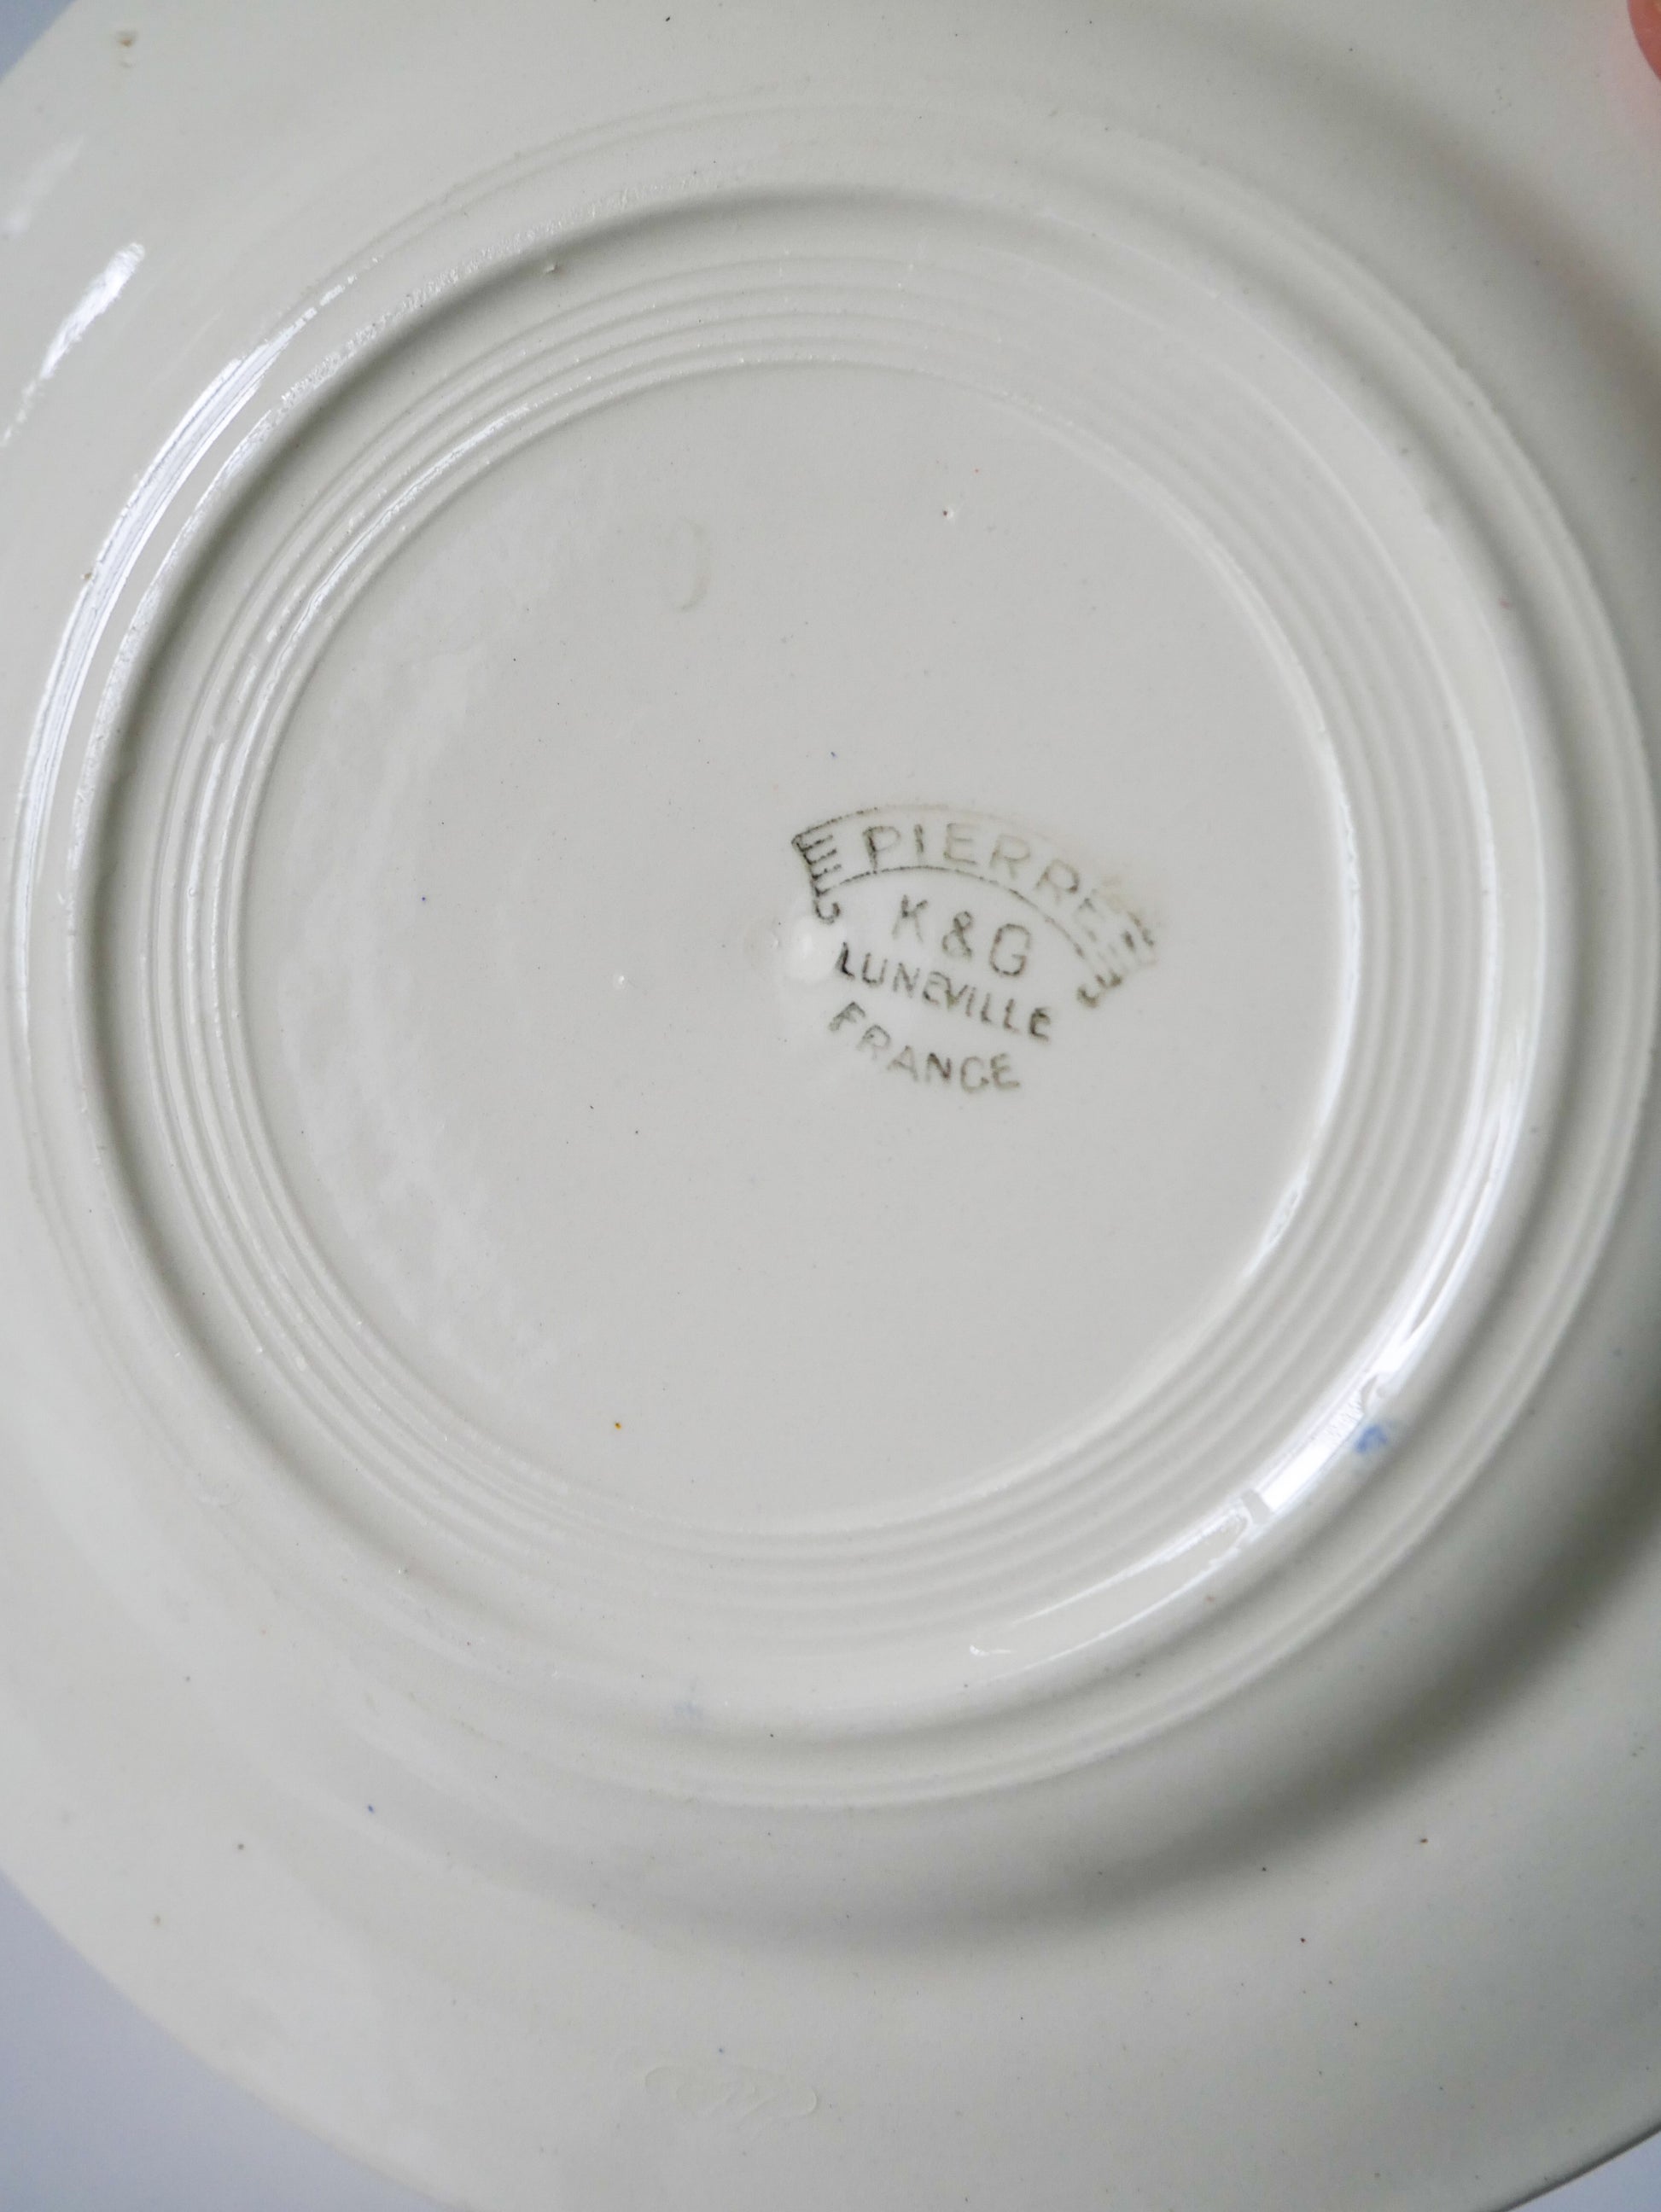 PIERRE
K & G
LUNEVILLE
FRANCE